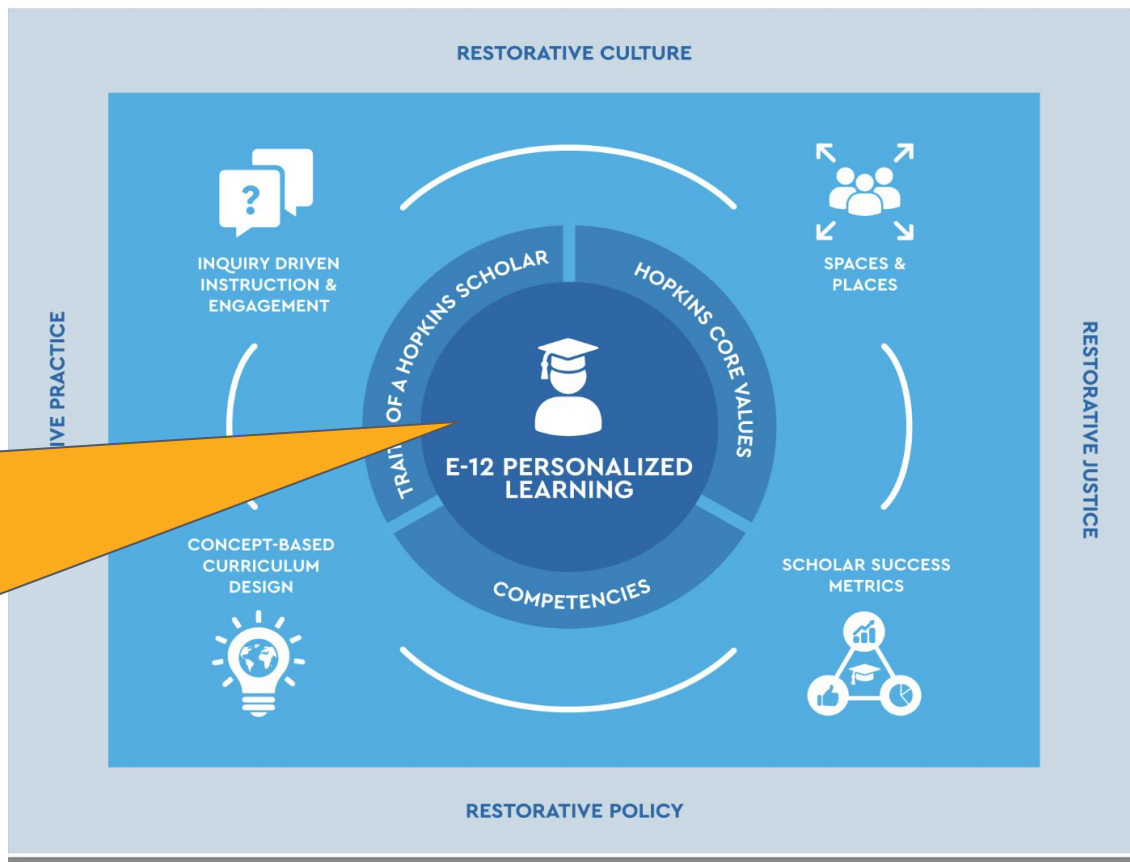 RESTORATIVE CULTURE
?
INQUIRY DRIVEN
INSTRUCTION &
ENGAGEMENT
SPACES &
PLACES
PRACTICE
TRAITS OF A HOPKINS SCHOLAR
HOPKINS CORE VALUES
RESTORATIVE JUSTICE
E-12 PERSONALIZED
LEARNING
CONCEPT-BASED
CURRICULUM
DESIGN
COMPETENCIES
SCHOLAR SUCCESS
METRICS
RESTORATIVE POLICY